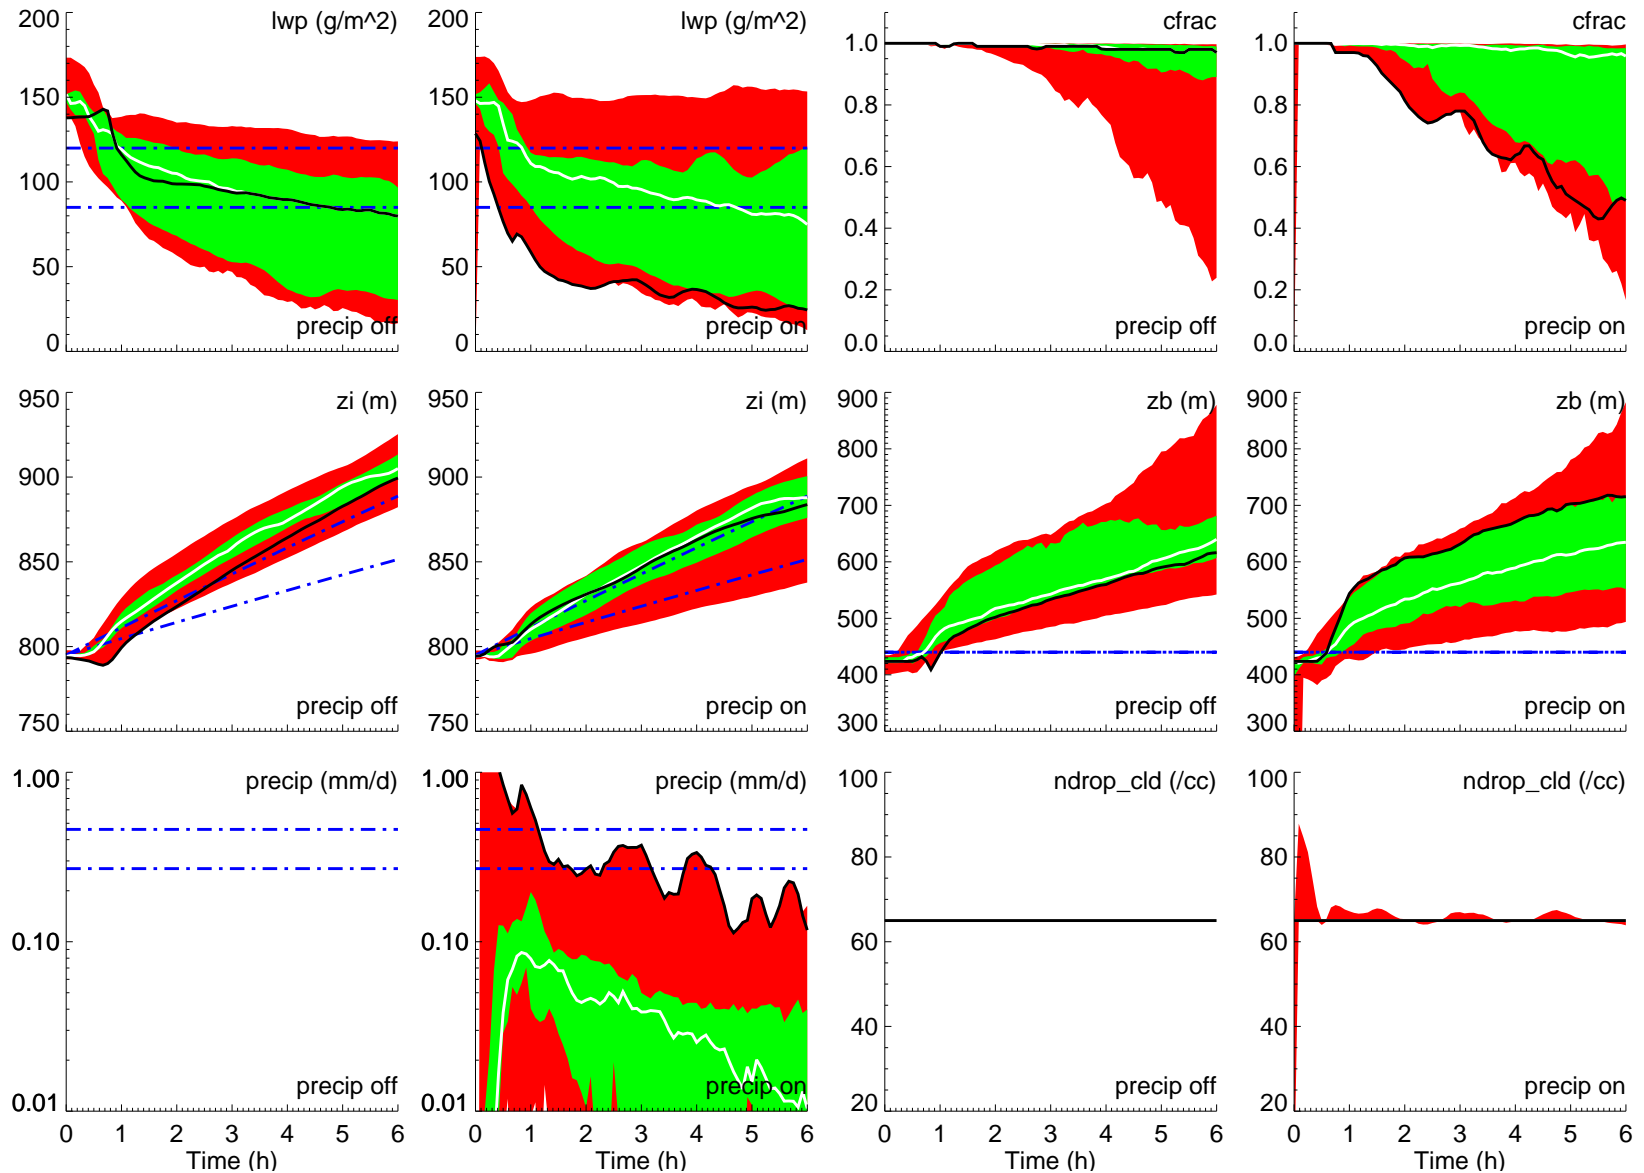 lwp (g/m^2)
200
150
100
50
0
precip off
lwp (g/m^2)
200
150
100
50
0
precip on
cfrac
1.0
0.8
0.6
0.4
0.2
0.0
precip off
cfrac
1.0
0.8
0.6
0.4
0.2
0.0
precip on
zi (m)
950
900
850
800
750
precip off
zi (m)
950
900
850
800
750
precip on
zb (m)
900
800
700
600
500
400
300
precip off
zb (m)
900
800
700
600
500
400
300
precip on
precip (mm/d)
1.00
0.10
0.01
precip off
0 1 2 3 4 5 6
Time (h)
precip (mm/d)
1.00
0.10
0.01
precip on
0 1 2 3 4 5 6
Time (h)
ndrop_cld (/cc)
100
80
60
40
20
precip off
0 1 2 3 4 5 6
Time (h)
ndrop_cld (/cc)
100
80
60
40
20
precip on
0 1 2 3 4 5 6
Time (h)